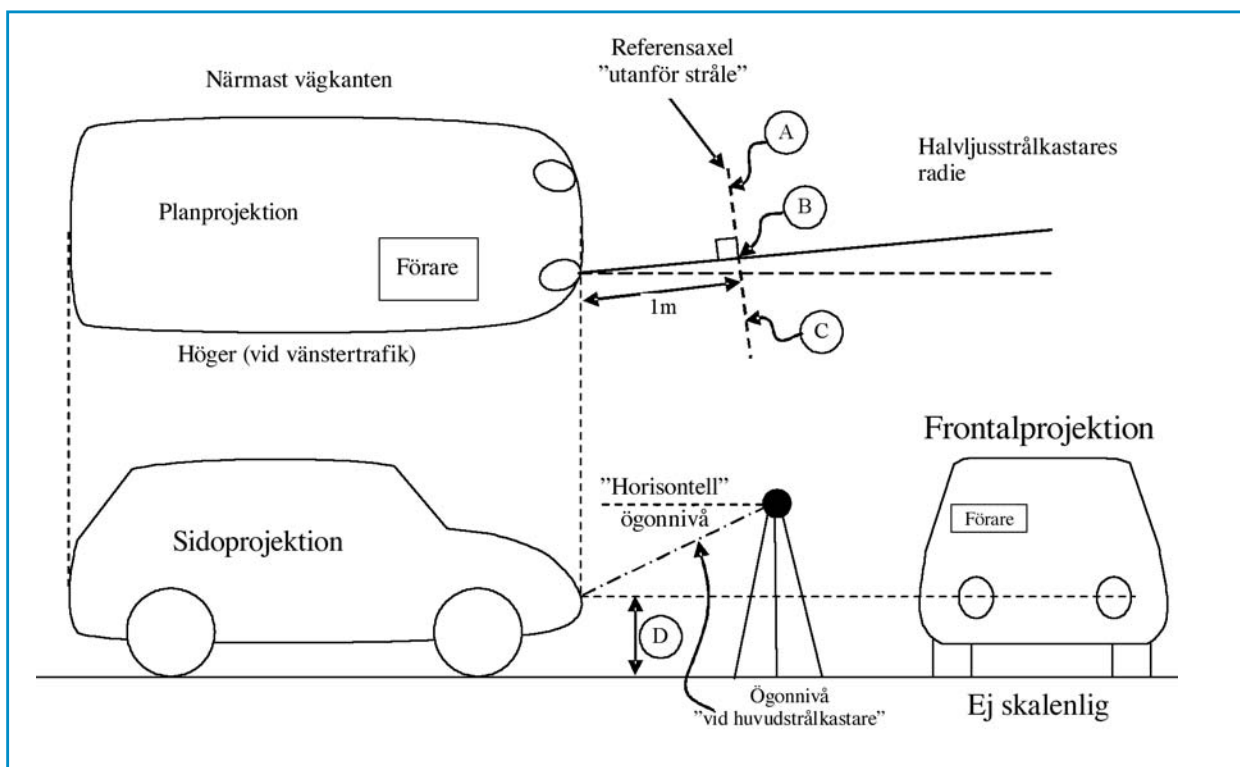 Referensaxel
”utanför stråle”
Närmast vägkanten
A
Halvljusstrålkastares
radie
B
Planprojektion
Förare
1m
C
Höger (vid vänstertrafik)
Frontalprojektion
”Horisontell”
ögonnivå
Förare
Sidoprojektion
D
Ögonnivå
”vid huvudstrålkastare”
Ej skalenlig